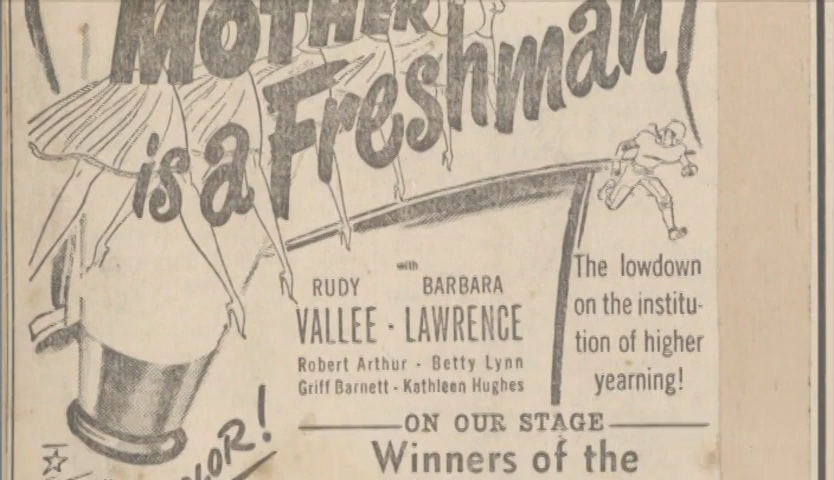 MOTHER
is a Freshman
with
RUDY BARBARA
VALLEE - LAWRENCE
Robert Arthur - Betty Lynn
Griff Barnett - Kathleen Hughes
The lowdown
on the institu-
tion of higher
yearning!
ON OUR STAGE
Winners of the